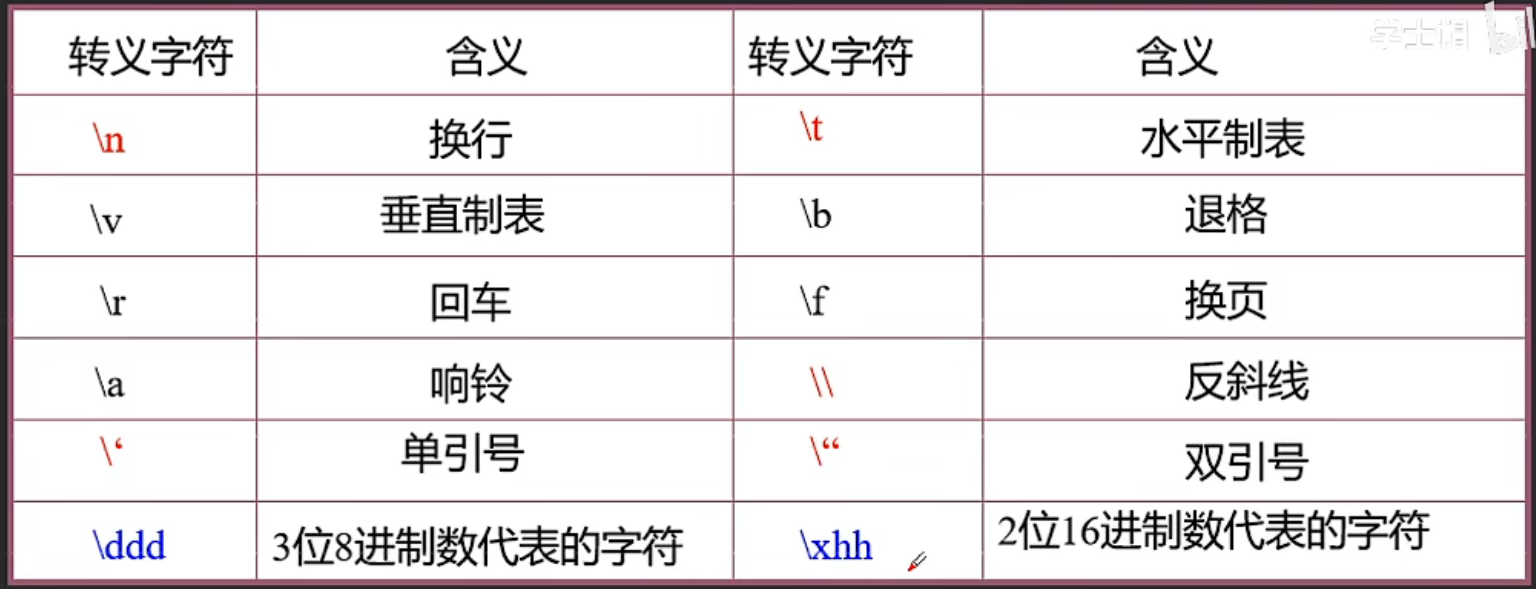 转义字符 含义 转义字符 含义
\n 换行 \t 水平制表
\v 垂直制表 \b 退格
\r 回车 \f 换页
\a 响铃 \\ 反斜线
\‘ 单引号 \“ 双引号
\ddd 3位8进制数代表的字符 \xhh 2位16进制数代表的字符